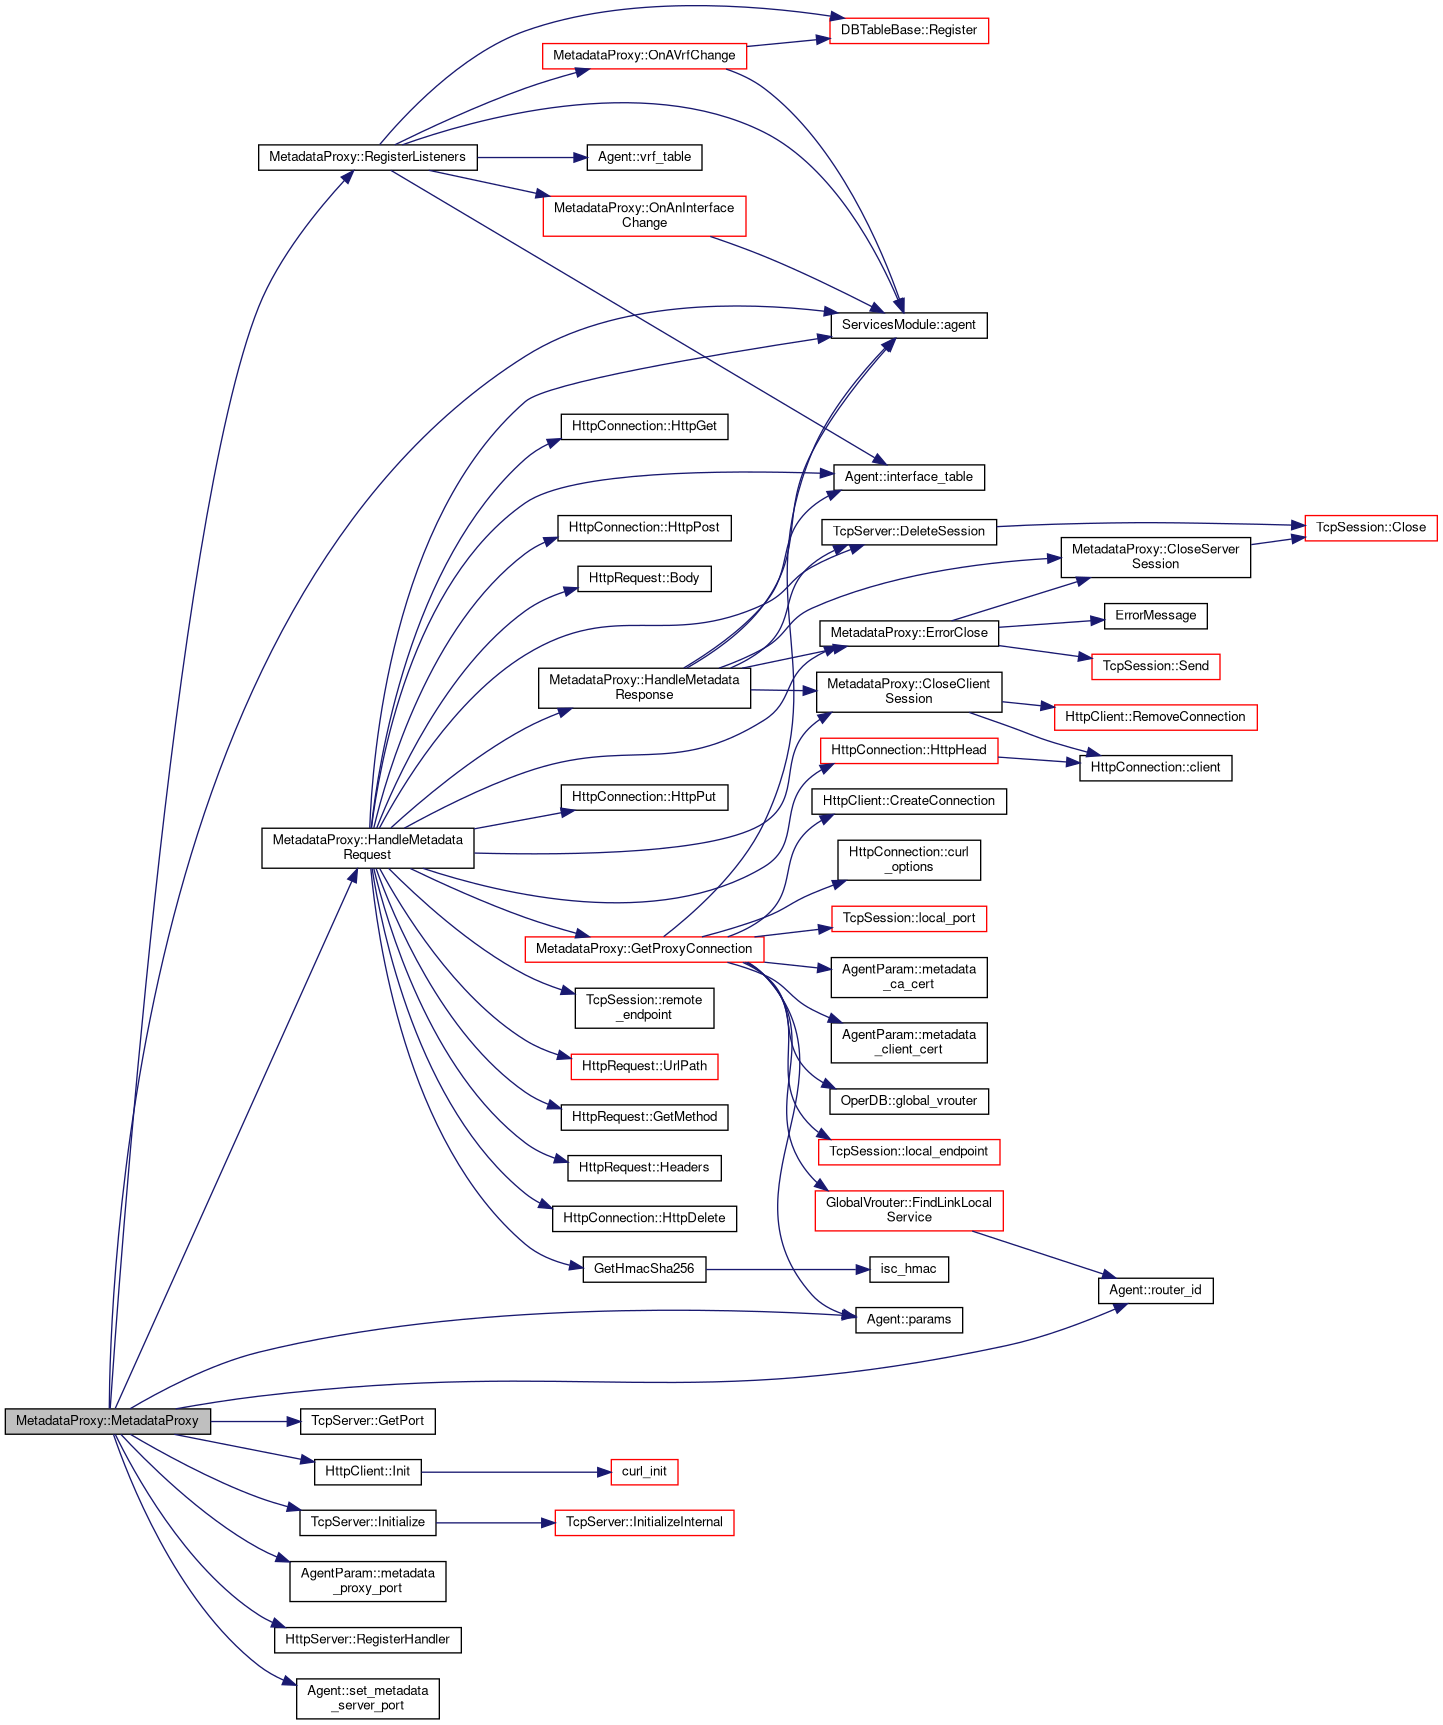 DBTableBase::Register
MetadataProxy::OnAVrfChange
MetadataProxy::RegisterListeners
Agent::vrf_table
MetadataProxy::OnAnInterface
Change
ServicesModule::agent
HttpConnection::HttpGet
Agent::interface_table
HttpConnection::HttpPost
TcpServer::DeleteSession
TcpSession::Close
MetadataProxy::CloseServer
Session
HttpRequest::Body
ErrorMessage
MetadataProxy::ErrorClose
TcpSession::Send
MetadataProxy::HandleMetadata
Response
MetadataProxy::CloseClient
Session
HttpClient::RemoveConnection
HttpConnection::HttpHead
HttpConnection::client
HttpConnection::HttpPut
HttpClient::CreateConnection
MetadataProxy::HandleMetadata
Request
HttpConnection::curl
_options
TcpSession::local_port
MetadataProxy::GetProxyConnection
AgentParam::metadata
_ca_cert
TcpSession::remote
_endpoint
AgentParam::metadata
_client_cert
HttpRequest::UrlPath
OperDB::global_vrouter
HttpRequest::GetMethod
TcpSession::local_endpoint
HttpRequest::Headers
GlobalVrouter::FindLinkLocal
Service
HttpConnection::HttpDelete
GetHmacSha256
isc_hmac
Agent::router_id
Agent::params
MetadataProxy::MetadataProxy
TcpServer::GetPort
HttpClient::Init
curl_init
TcpServer::Initialize
TcpServer::InitializeInternal
AgentParam::metadata
_proxy_port
HttpServer::RegisterHandler
Agent::set_metadata
_server_port